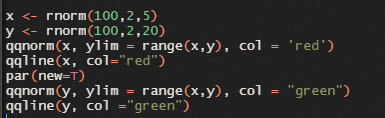 x <- rnorm(100,2,5)
y <- rnorm(100,2,20)
qqnorm(x, ylim = range(x,y), col = 'red')
qqline(x, col="red")
par(new=T)
qqnorm(y, ylim = range(x,y), col = "green")
qqline(y, col ="green")